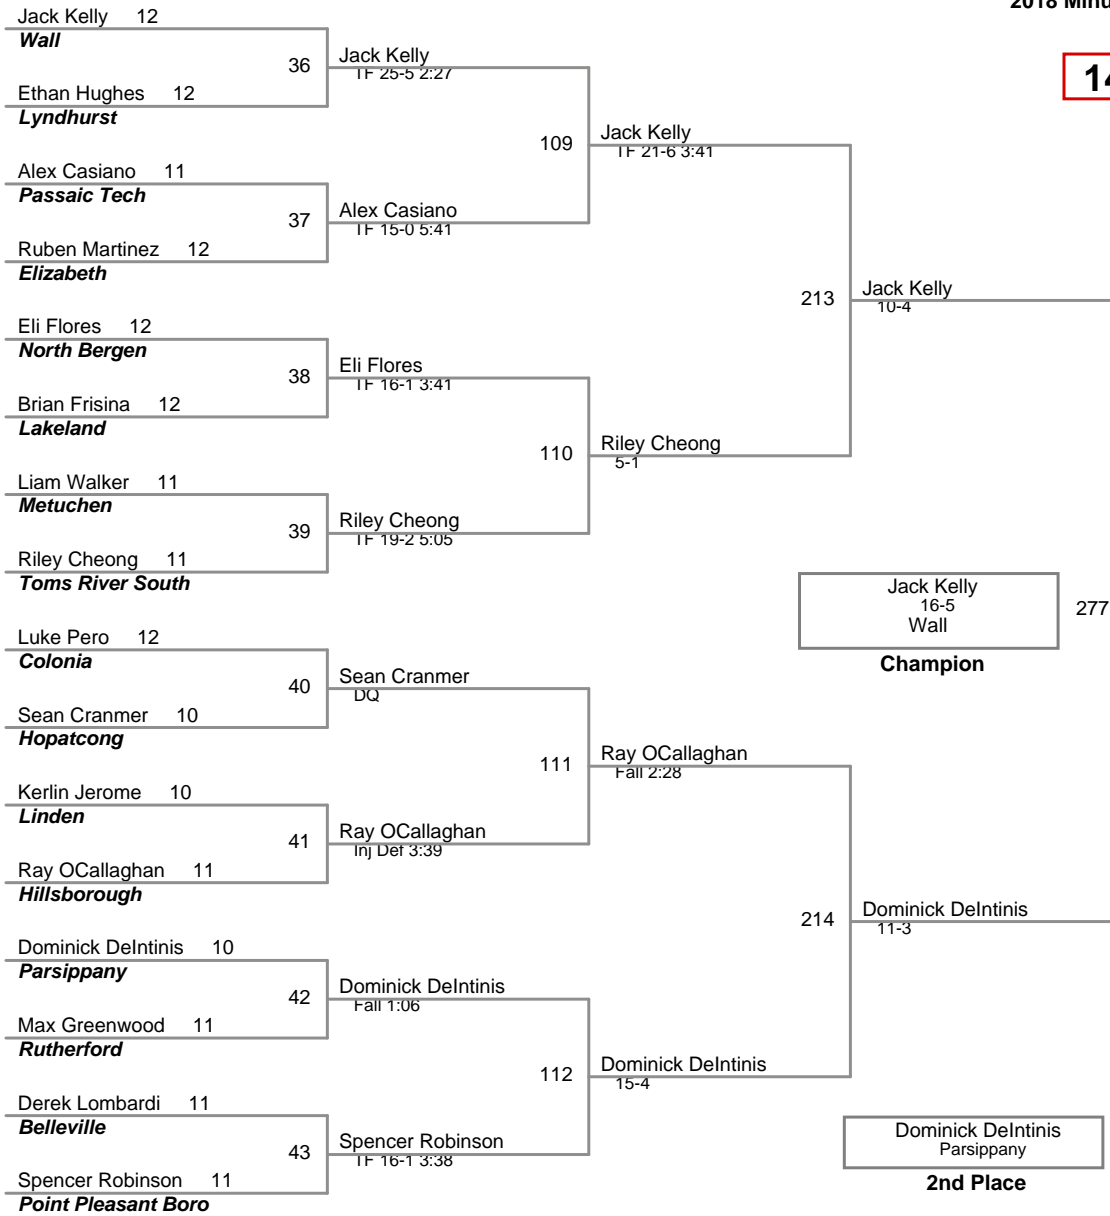 2018 Minu
Jack Kelly 12
Wall
36
Jack Kelly
TF 25-5 2:27
14
Ethan Hughes 12
Lyndhurst
109
Jack Kelly
TF 21-6 3:41
Alex Casiano 11
Passaic Tech
37
Alex Casiano
TF 15-0 5:41
Ruben Martinez 12
Elizabeth
213
Jack Kelly
10-4
Eli Flores 12
North Bergen
38
Eli Flores
TF 16-1 3:41
Brian Frisina 12
Lakeland
110
Riley Cheong
5-1
Liam Walker 11
Metuchen
39
Riley Cheong
TF 19-2 5:05
Riley Cheong 11
Toms River South
Jack Kelly
16-5
Wall
277
Champion
Luke Pero 12
Colonia
40
Sean Cranmer
DQ
Sean Cranmer 10
Hopatcong
111
Ray OCallaghan
Fall 2:28
Kerlin Jerome 10
Linden
41
Ray OCallaghan
Inj Def 3:39
Ray OCallaghan 11
Hillsborough
214
Dominick DeIntinis
11-3
Dominick DeIntinis 10
Parsippany
42
Dominick DeIntinis
Fall 1:06
Max Greenwood 11
Rutherford
112
Dominick DeIntinis
15-4
Derek Lombardi 11
Belleville
43
Spencer Robinson
TF 16-1 3:38
Spencer Robinson 11
Point Pleasant Boro
Dominick DeIntinis
Parsippany
2nd Place